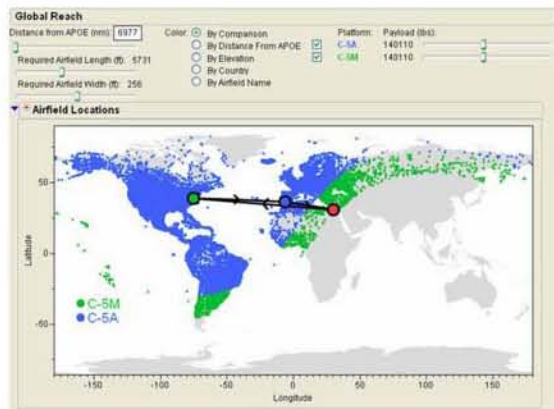 Global Reach
Distance from APOE (nm): 6977
Required Airfield Length (ft): 5731
Required Airfield Width (ft): 256
Color:
By Comparison
By Distance From APOE
By Elevation
By Country
By Airfield Name
Platform: Payload (lbs):
C-5A 140110
C-5M 140110
Airfield Locations
Latitude
50
0
-50
C-5M
C-5A
-150 -100 -50 0 50 100 150
Longitude